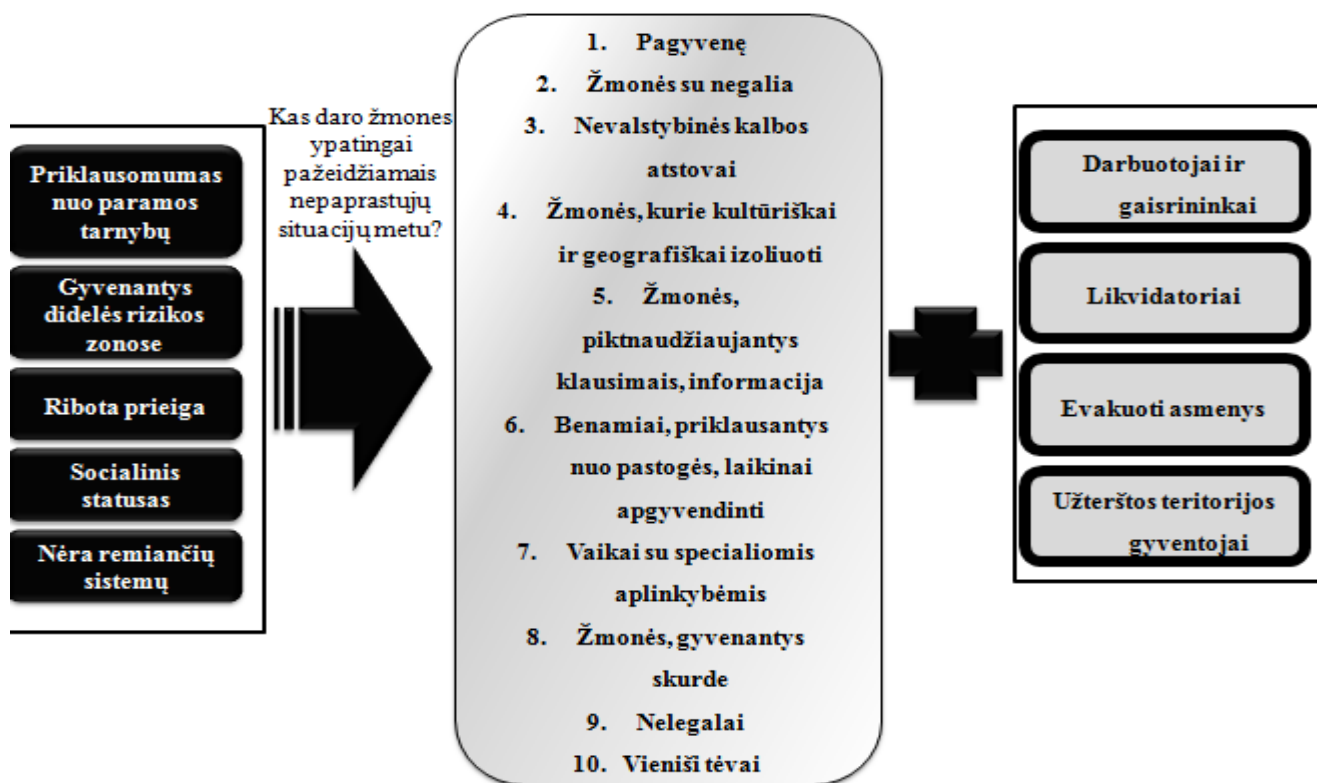 Priklausomumas
nuo paramos
tarnybų
Gyvenantys
didelės rizikos
zonose
Ribota prieiga
Socialinis
statusas
Nėra remiančių
sistemų
Kas daro žmones
ypatingai
pažeidžiamais
nepaprastųjų
situacijų metu?
1. Pagyvenę
2. Žmonės su negalia
3. Nevalstybinės kalbos
atstovai
4. Žmonės, kurie kultūriškai
ir geografiškai izoliuoti
5. Žmonės,
piktnaudžiaujantys
klausimais, informacija
6. Benamiai, priklausantys
nuo pastogės, laikinai
apgyvendinti
7. Vaikai su specialiomis
aplinkybėmis
8. Žmonės, gyvenantys
skurde
9. Nelegalai
10. Vieniši tėvai
Darbuotojai ir
gaisrininkai
Likvidatoriai
Evakuoti asmenys
Užterštos teritorijos
gyventojai